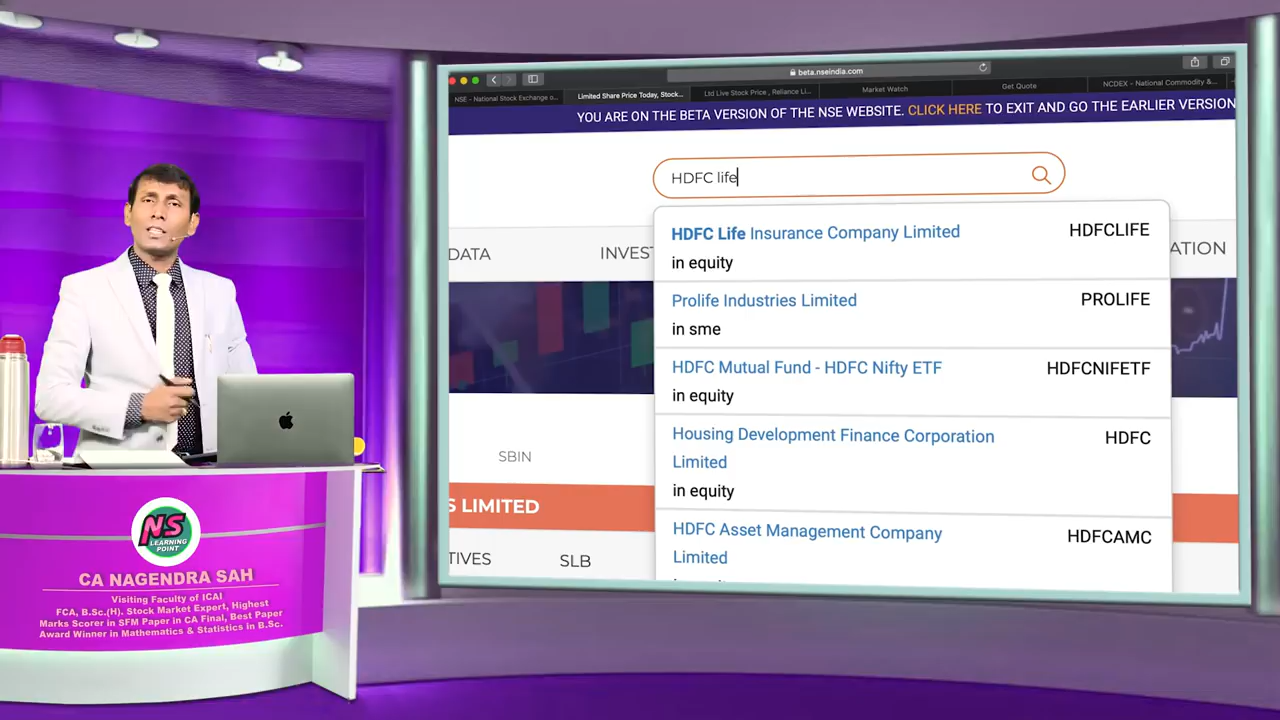 beta.nseindia.com
NSE - National Stock Exchange o...
Limited Share Price Today, Stock...
Ltd Live Stock Price , Reliance Li...
Market Watch
Get Quote
NCDEX - National Commodity &...
YOU ARE ON THE BETA VERSION OF THE NSE WEBSITE. CLICK HERE TO EXIT AND GO THE EARLIER VERSION
HDFC life
DATA
INVEST
ATION
HDFC Life Insurance Company Limited HDFCLIFE
in equity
Prolife Industries Limited PROLIFE
in sme
HDFC Mutual Fund - HDFC Nifty ETF HDFCNIFETF
in equity
Housing Development Finance Corporation HDFC
Limited
in equity
HDFC Asset Management Company HDFCAMC
Limited
SBIN
S LIMITED
TIVES
SLB
NS
LEARNING
POINT
CA NAGENDRA SAH
Visiting Faculty of ICAI
FCA, B.Sc.(H). Stock Market Expert, Highest
Marks Scorer in SFM Paper in CA Final, Best Paper
Award Winner in Mathematics & Statistics in B.Sc.